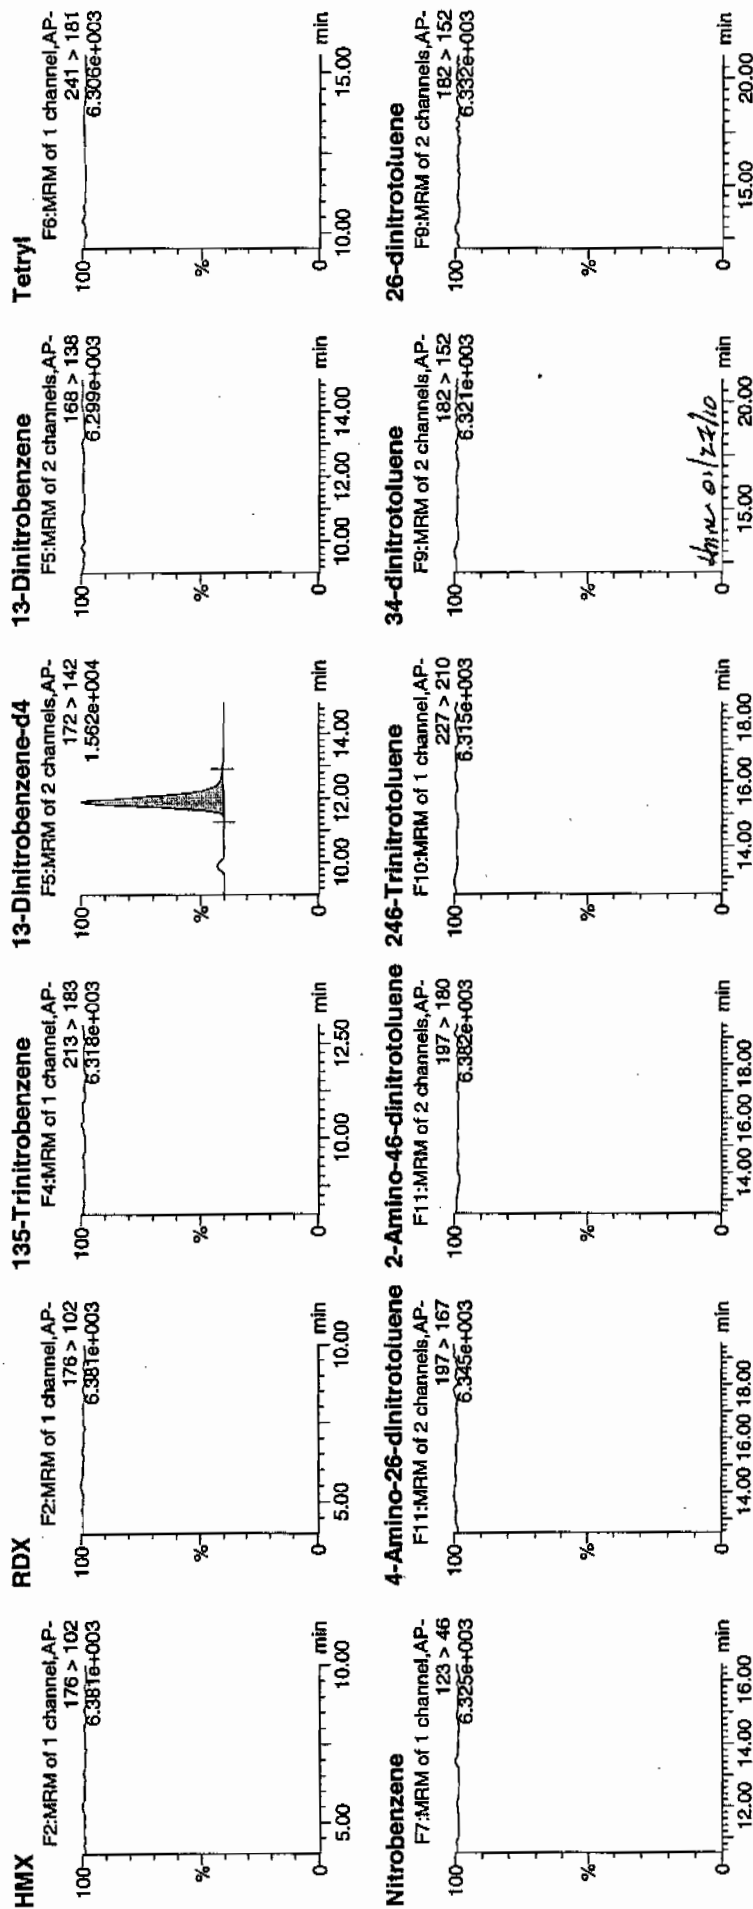 HMX
F2:MRM of 1 channel,AP-
176 > 102
6.381e+003
100
%
0
5.00
10.00
min
RDX
F2:MRM of 1 channel,AP-
176 > 102
6.381e+003
100
%
0
5.00
10.00
min
135-Trinitrobenzene
F4:MRM of 1 channel,AP-
213 > 183
6.318e+003
100
%
0
10.00
12.50
min
13-Dinitrobenzene-d4
F5:MRM of 2 channels,AP-
172 > 142
1.562e+004
100
%
0
10.00
12.00
14.00
min
13-Dinitrobenzene
F5:MRM of 2 channels,AP-
168 > 138
6.299e+003
100
%
0
10.00
12.00
14.00
min
Tetryl
F6:MRM of 1 channel,AP-
241 > 181
6.306e+003
100
%
0
10.00
15.00
min
Nitrobenzene
F7:MRM of 1 channel,AP-
123 > 46
6.325e+003
100
%
0
12.00
14.00
16.00
min
4-Amino-26-dinitrotoluene
F11:MRM of 2 channels,AP-
197 > 167
6.345e+003
100
%
0
14.00
16.00
18.00
min
2-Amino-46-dinitrotoluene
F11:MRM of 2 channels,AP-
197 > 180
6.382e+003
100
%
0
14.00
16.00
18.00
min
246-Trinitrotoluene
F10:MRM of 1 channel,AP-
227 > 210
6.315e+003
100
%
0
14.00
16.00
18.00
min
34-dinitrotoluene
F9:MRM of 2 channels,AP-
182 > 152
6.321e+003
100
%
0
15.00
20.00
min
26-dinitrotoluene
F9:MRM of 2 channels,AP-
182 > 152
6.332e+003
100
%
0
15.00
20.00
min